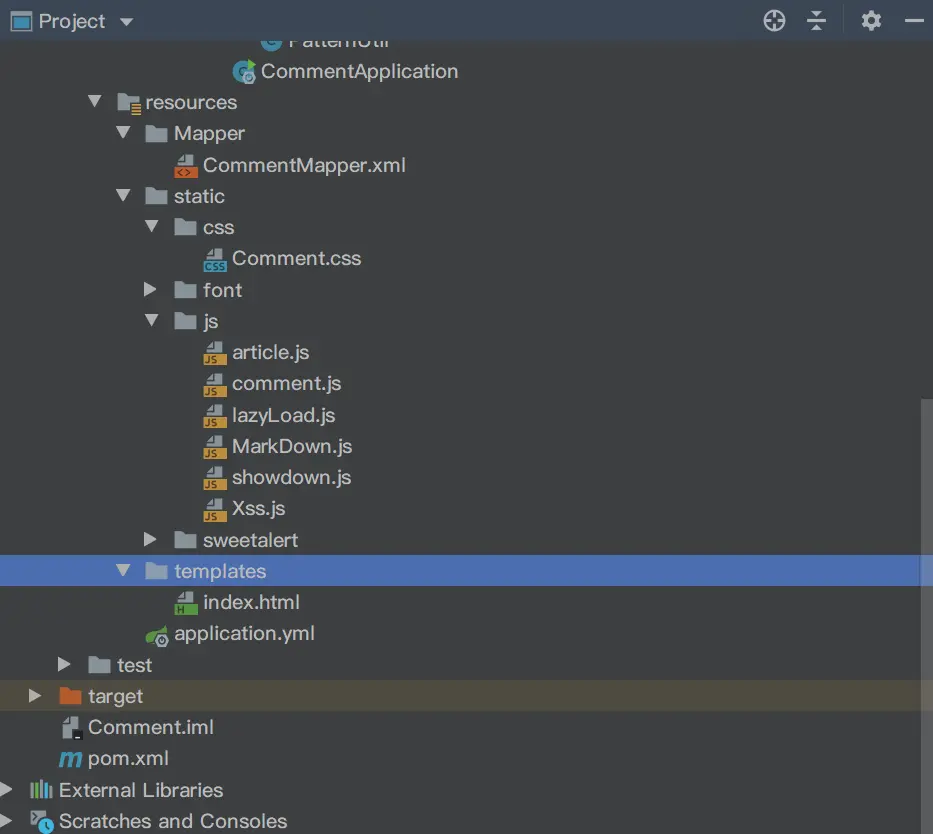 Project
PatternUtil
CommentApplication
resources
Mapper
CommentMapper.xml
static
css
Comment.css
font
js
article.js
comment.js
lazyLoad.js
MarkDown.js
showdown.js
Xss.js
sweetalert
templates
index.html
application.yml
test
target
Comment.iml
pom.xml
External Libraries
Scratches and Consoles